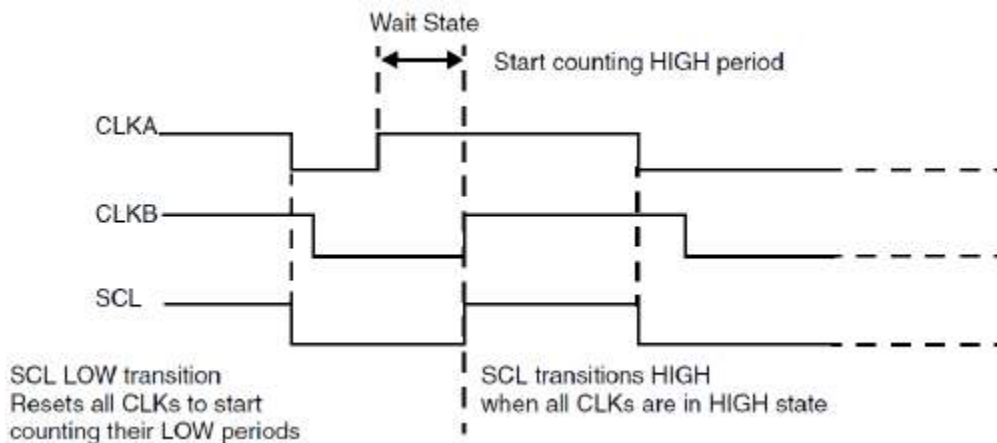 Wait State
Start counting HIGH period
CLKA
CLKB
SCL
SCL LOW transition
Resets all CLKs to start
counting their LOW periods
SCL transitions HIGH
when all CLKs are in HIGH state